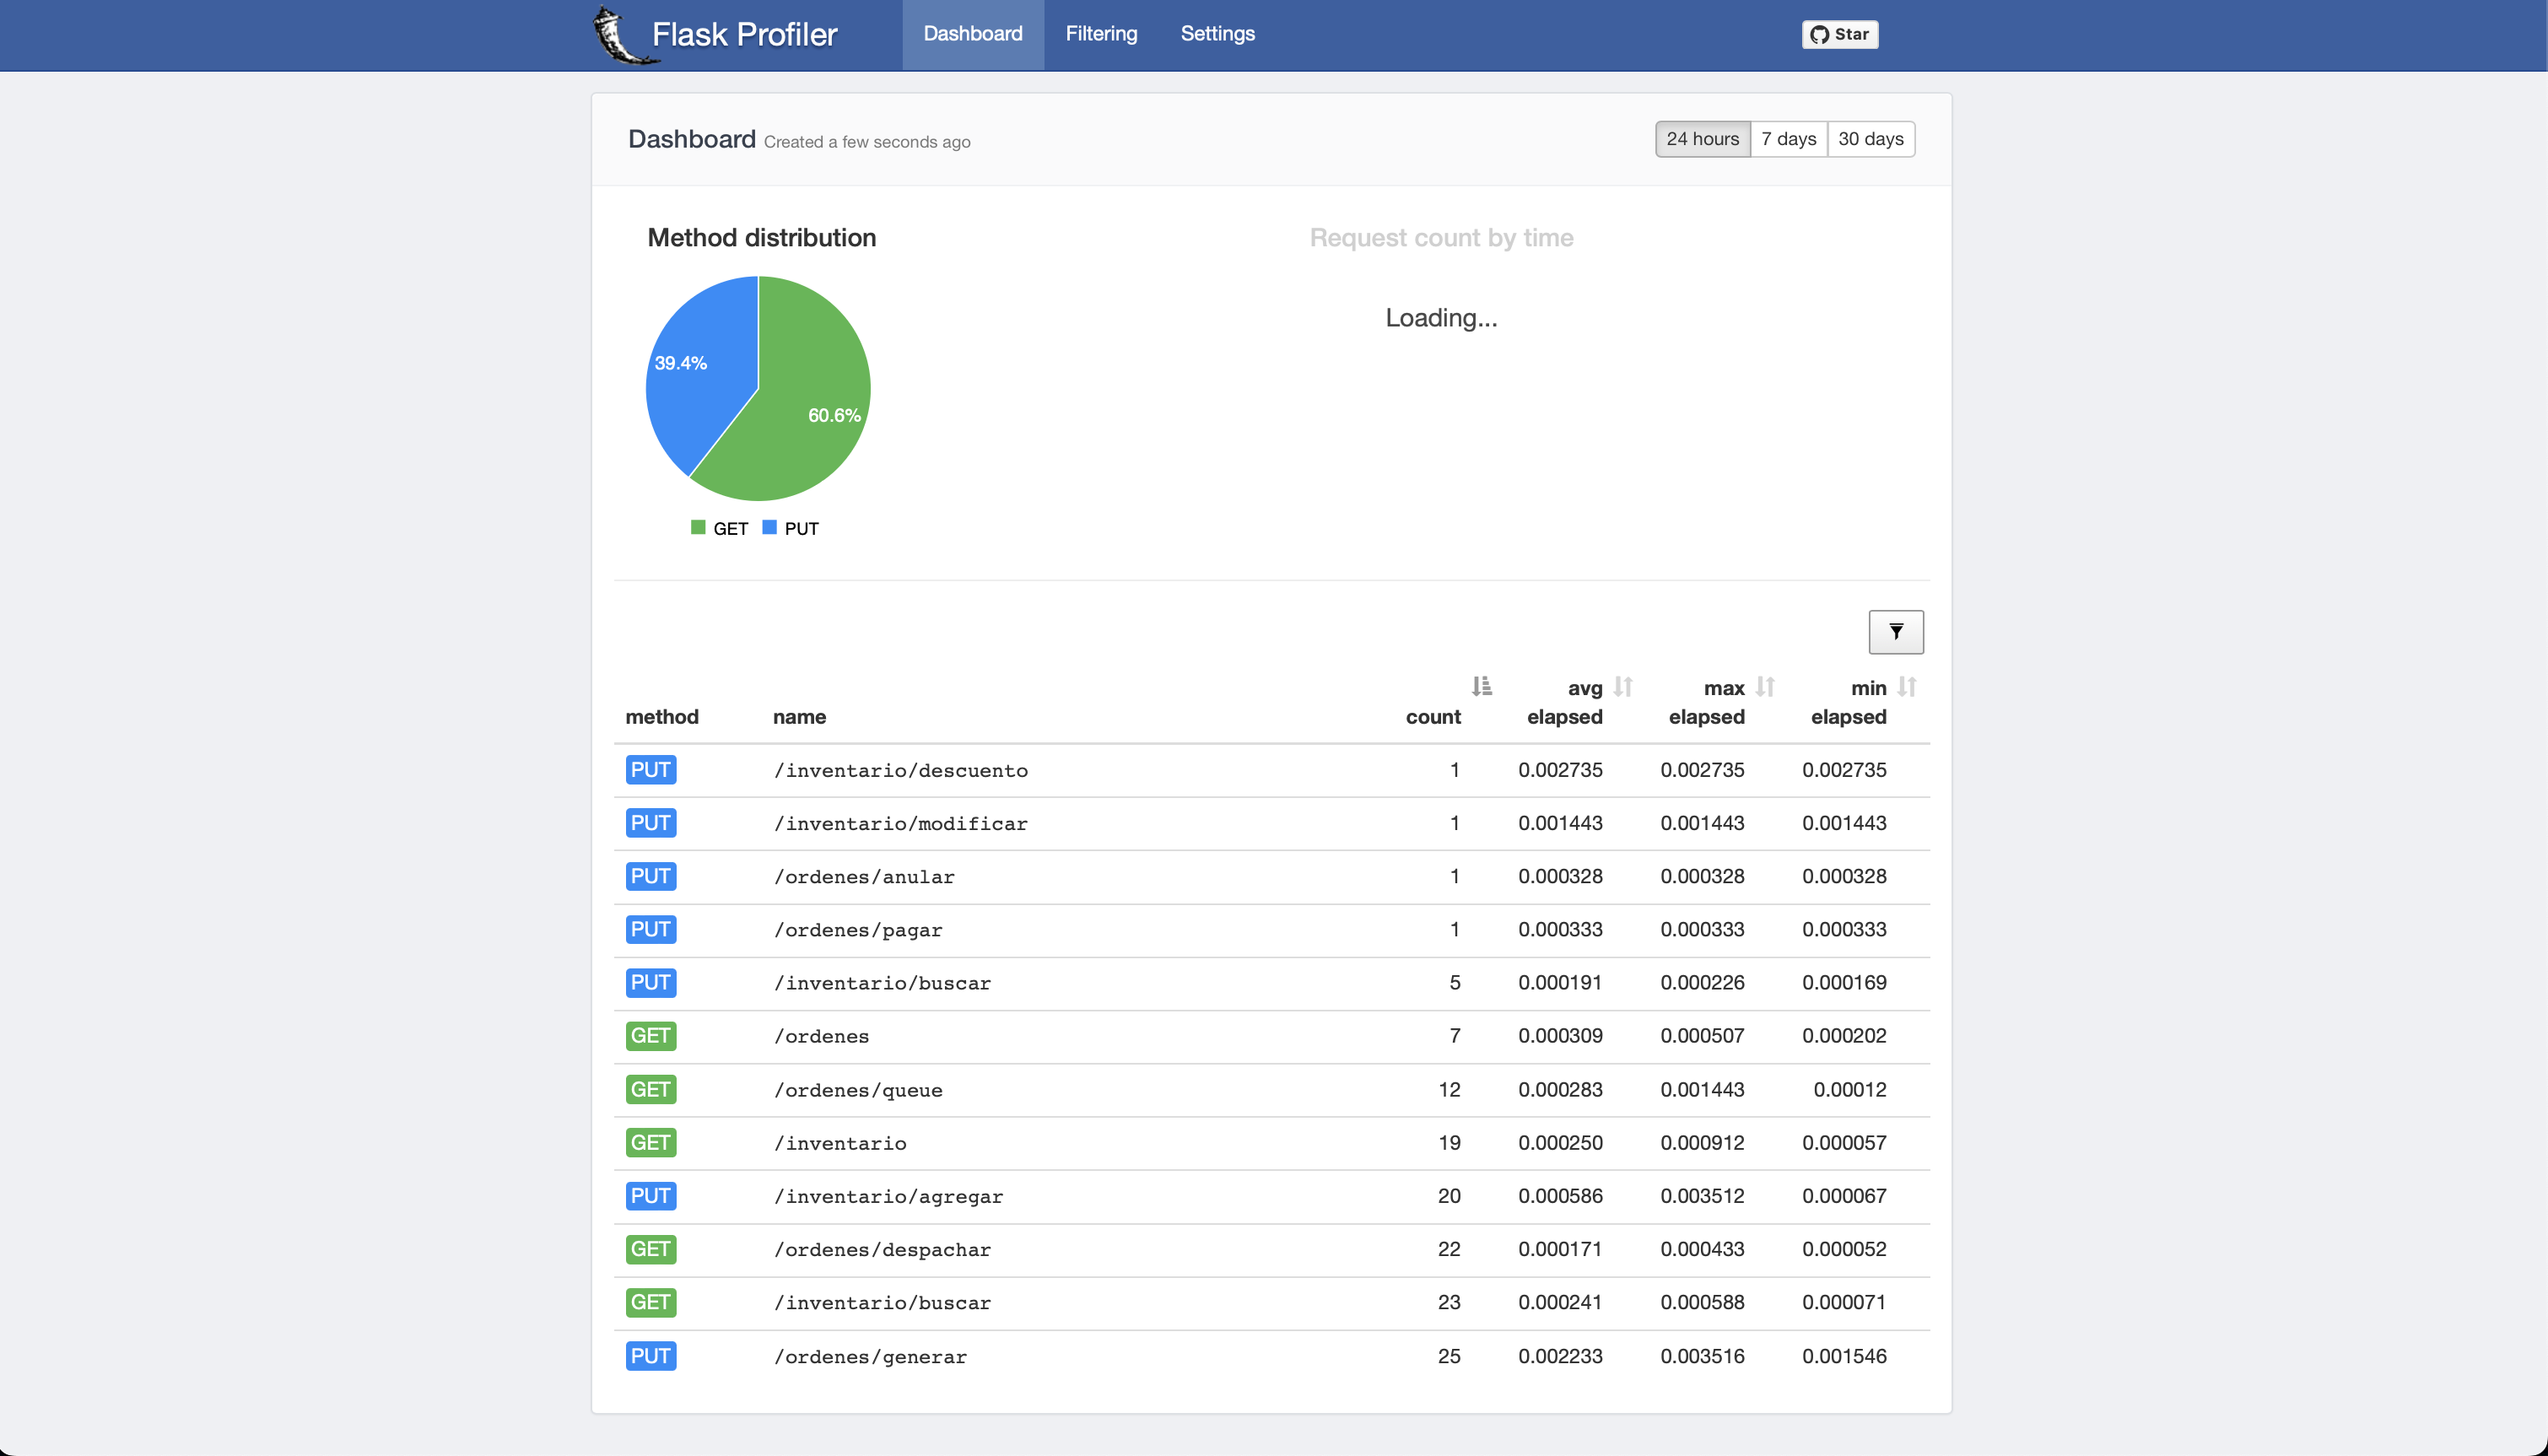 Flask Profiler Dashboard Filtering Settings Star
Dashboard Created a few seconds ago 24 hours 7 days 30 days
Method distribution
39.4%
60.6%
GET PUT
Request count by time
Loading...
method name count avg elapsed max elapsed min elapsed
PUT /inventario/descuento 1 0.002735 0.002735 0.002735
PUT /inventario/modificar 1 0.001443 0.001443 0.001443
PUT /ordenes/anular 1 0.000328 0.000328 0.000328
PUT /ordenes/pagar 1 0.000333 0.000333 0.000333
PUT /inventario/buscar 5 0.000191 0.000226 0.000169
GET /ordenes 7 0.000309 0.000507 0.000202
GET /ordenes/queue 12 0.000283 0.001443 0.00012
GET /inventario 19 0.000250 0.000912 0.000057
PUT /inventario/agregar 20 0.000586 0.003512 0.000067
GET /ordenes/despachar 22 0.000171 0.000433 0.000052
GET /inventario/buscar 23 0.000241 0.000588 0.000071
PUT /ordenes/generar 25 0.002233 0.003516 0.001546